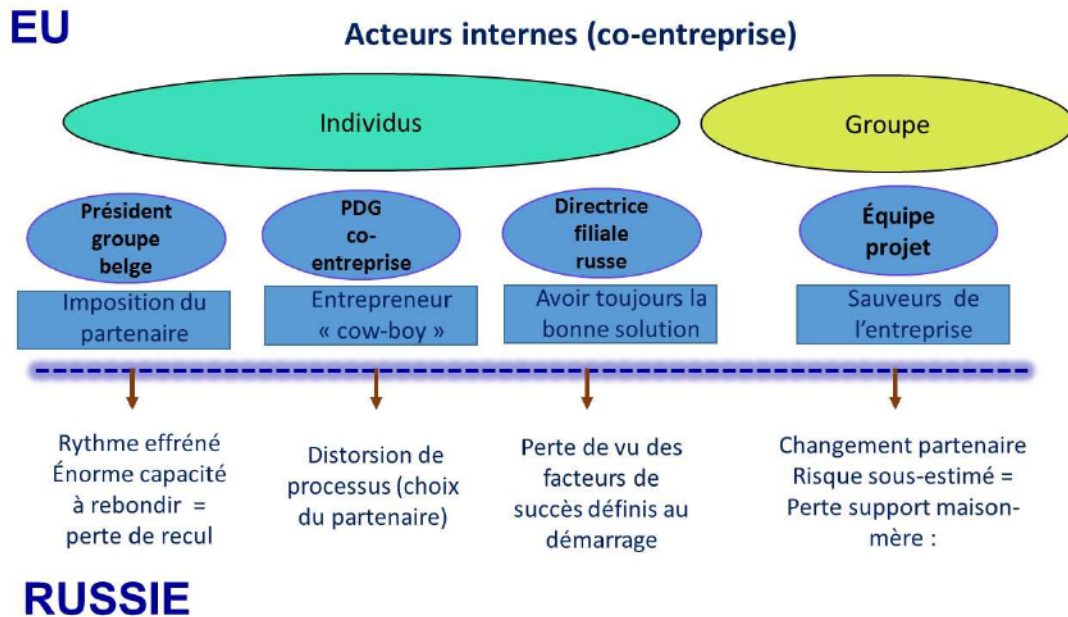 EU
Acteurs internes (co-entreprise)
Individus
Groupe
Président
groupe
belge
PDG
co-
entreprise
Directrice
filiale
russe
Équipe
projet
Imposition du
partenaire
Entrepreneur
« cow-boy »
Avoir toujours la
bonne solution
Sauveurs de
l'entreprise
Rythme effréné
Énorme capacité
à rebondir =
perte de recul
Distorsion de
processus (choix
du partenaire)
Perte de vu des
facteurs de
succès définis au
démarrage
Changement partenaire
Risque sous-estimé =
Perte support maison-
mère :
RUSSIE